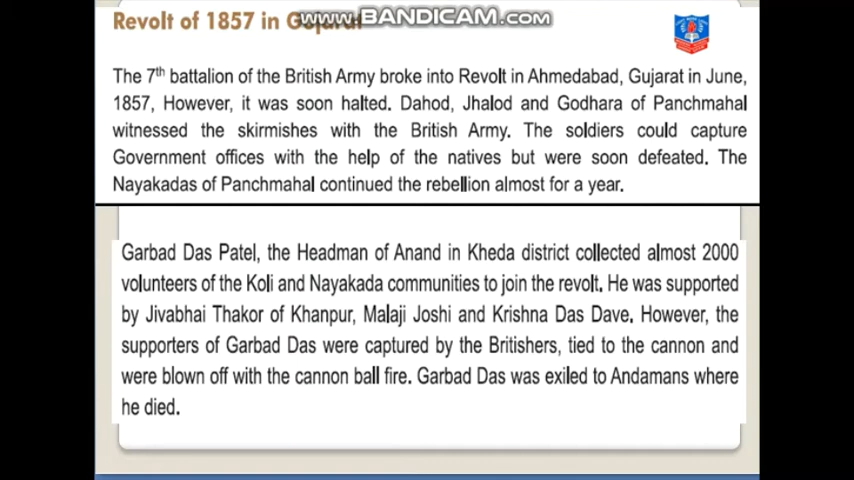 Revolt of 1857 in Gujarat
www.BANDICAM.com
The 7th battalion of the British Army broke into Revolt in Ahmedabad, Gujarat in June,
1857, However, it was soon halted. Dahod, Jhalod and Godhara of Panchmahal
witnessed the skirmishes with the British Army. The soldiers could capture
Government offices with the help of the natives but were soon defeated. The
Nayakadas of Panchmahal continued the rebellion almost for a year.
Garbad Das Patel, the Headman of Anand in Kheda district collected almost 2000
volunteers of the Koli and Nayakada communities to join the revolt. He was supported
by Jivabhai Thakor of Khanpur, Malaji Joshi and Krishna Das Dave. However, the
supporters of Garbad Das were captured by the Britishers, tied to the cannon and
were blown off with the cannon ball fire. Garbad Das was exiled to Andamans where
he died.